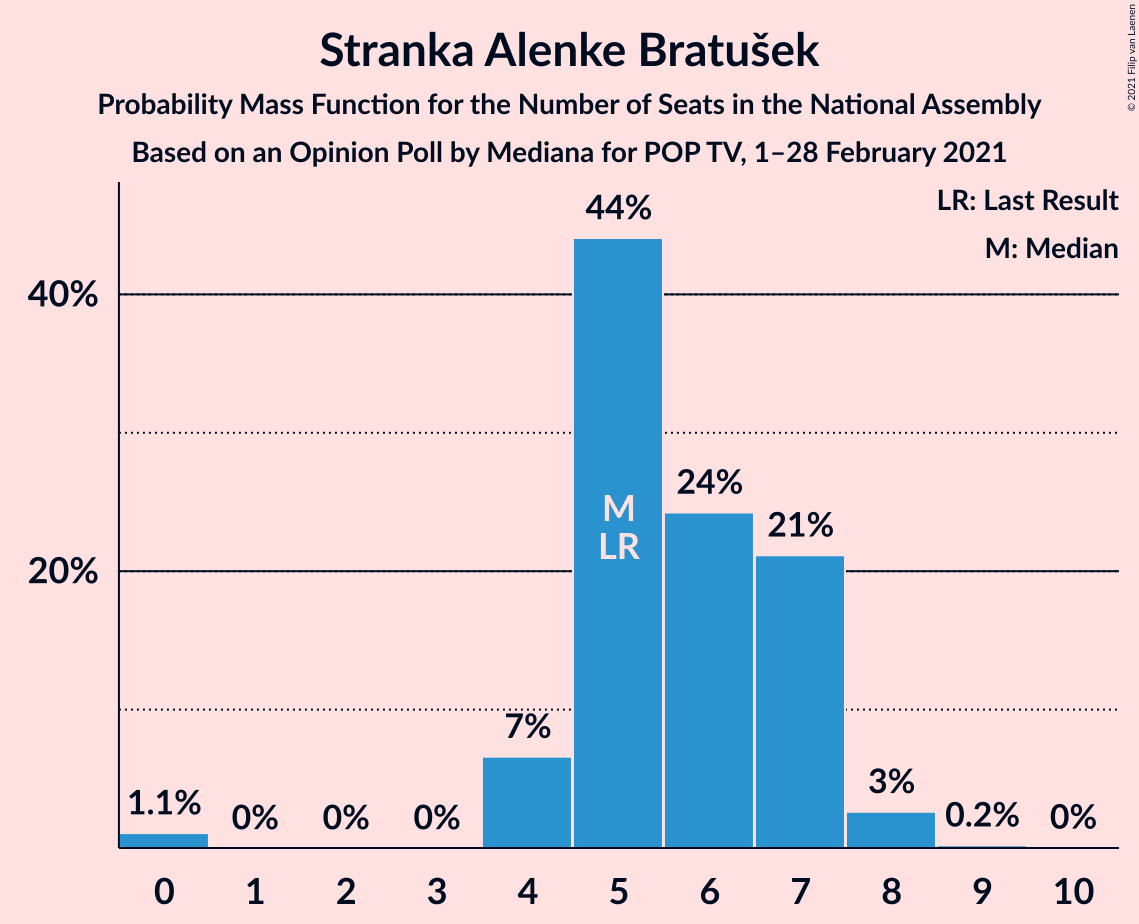 Stranka Alenke Bratušek
Probability Mass Function for the Number of Seats in the National Assembly
Based on an Opinion Poll by Mediana for POP TV, 1–28 February 2021
© 2021 Filip van Laenen
LR: Last Result
M: Median
44%
40%
24%
21%
M
LR
20%
7%
3%
1.1%
0%
0%
0%
0.2%
0%
0 1 2 3 4 5 6 7 8 9 10